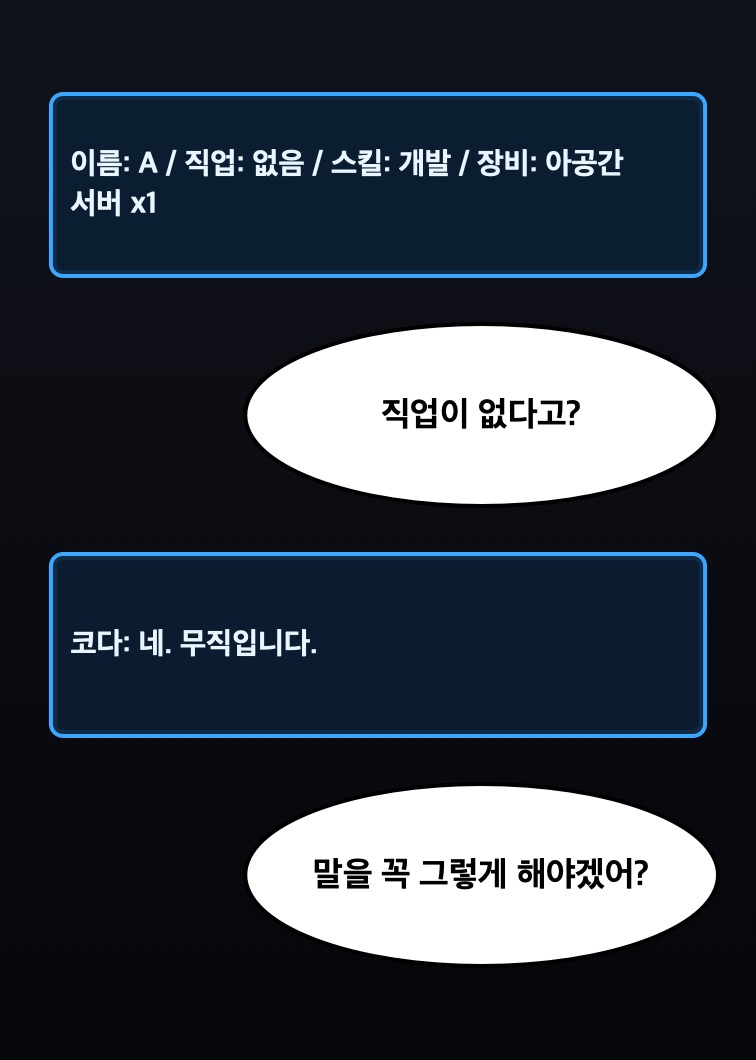 이름: A / 직업: 없음 / 스킬: 개발 / 장비: 아공간
서버 x1
직업이 없다고?
코다: 네. 무직입니다.
말을 꼭 그렇게 해야겠어?